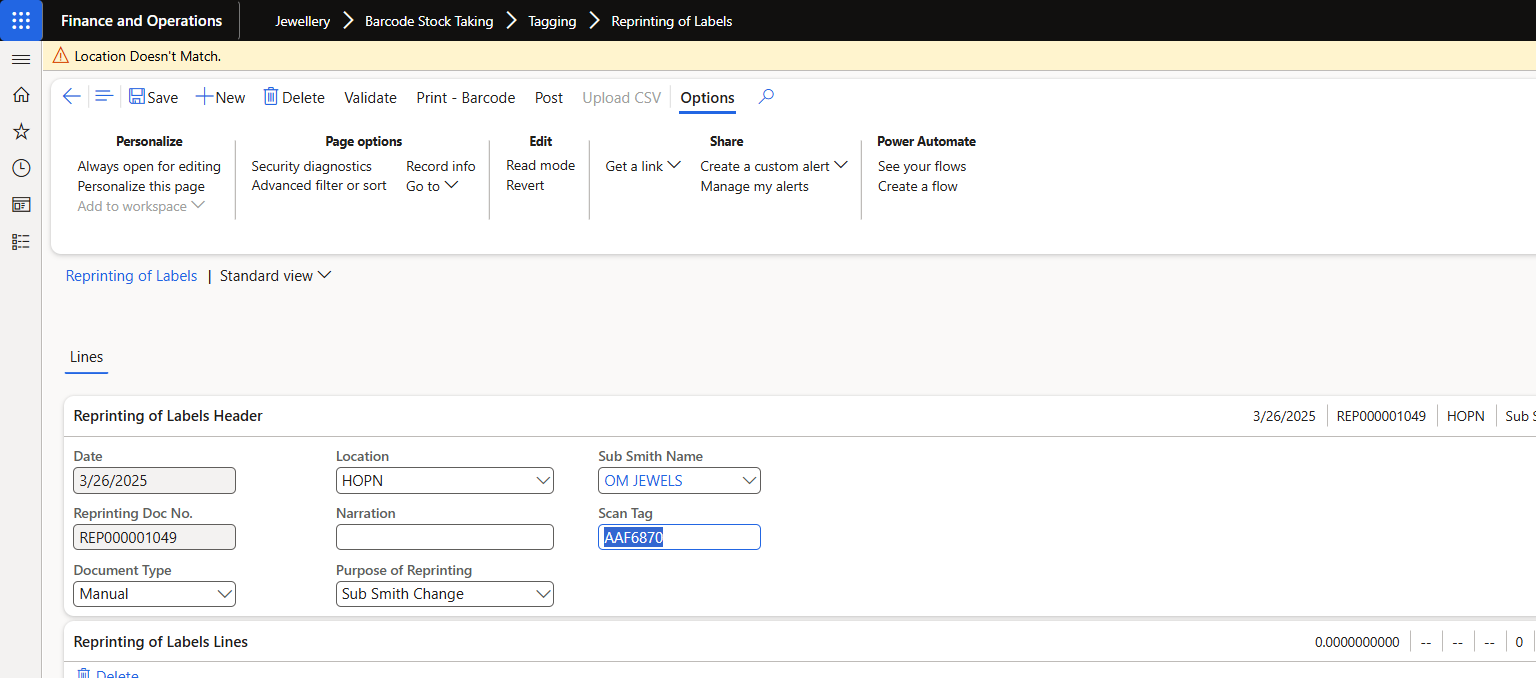 Finance and Operations
Jewellery > Barcode Stock Taking > Tagging > Reprinting of Labels
Location Doesn't Match.
Save New Delete Validate Print - Barcode Post Upload CSV Options
Personalize Page options Edit Share Power Automate
Always open for editing Security diagnostics Record info Read mode Get a link Create a custom alert See your flows
Personalize this page Advanced filter or sort Go to Revert Manage my alerts Create a flow
Add to workspace
Reprinting of Labels | Standard view
Lines
Reprinting of Labels Header 3/26/2025 REP000001049 HOPN Sub S
Date Location Sub Smith Name
3/26/2025 HOPN OM JEWELS
Reprinting Doc No. Narration Scan Tag
REP000001049 AAF6870
Document Type Purpose of Reprinting
Manual Sub Smith Change
Reprinting of Labels Lines 0.0000000000 -- -- -- 0
Delete